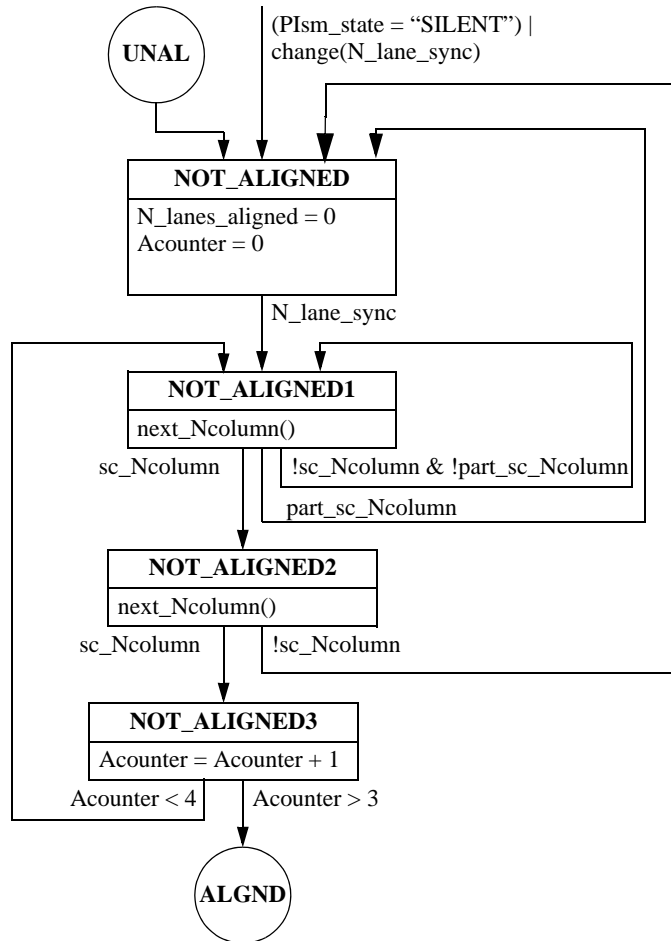 (PIsm_state = “SILENT”) |
change(N_lane_sync)
UNAL
NOT_ALIGNED
N_lanes_aligned = 0
Acounter = 0
N_lane_sync
NOT_ALIGNED1
next_Ncolumn()
sc_Ncolumn
!sc_Ncolumn & !part_sc_Ncolumn
part_sc_Ncolumn
NOT_ALIGNED2
next_Ncolumn()
sc_Ncolumn
!sc_Ncolumn
NOT_ALIGNED3
Acounter = Acounter + 1
Acounter < 4
Acounter > 3
ALGND